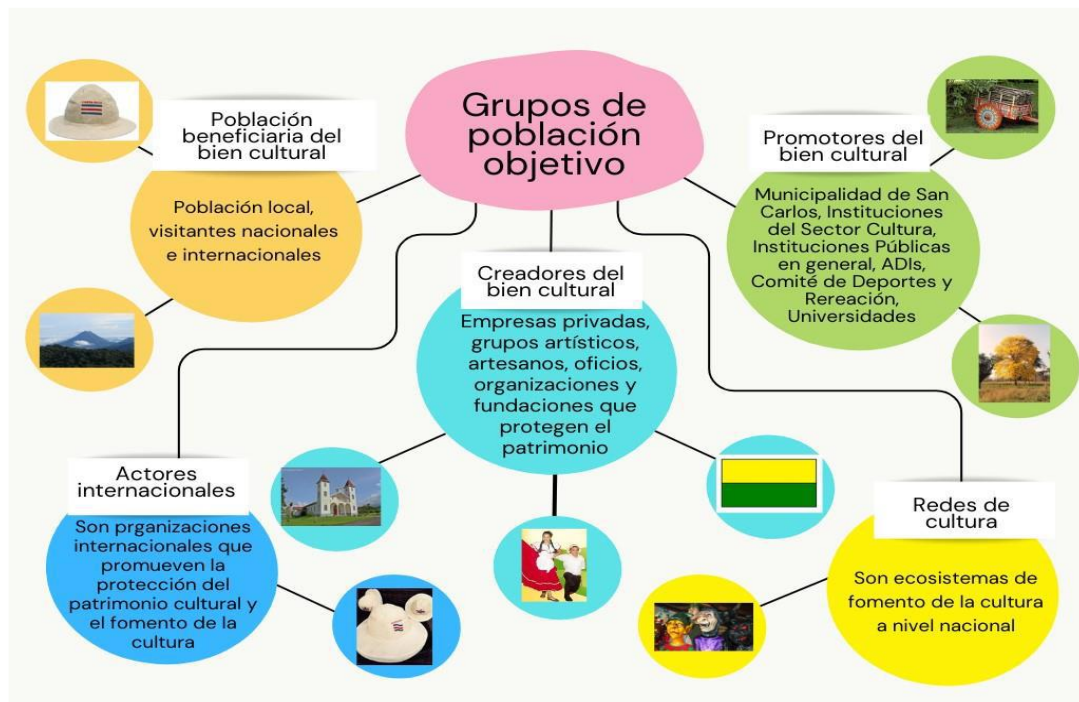 Grupos de
población
objetivo
Población
beneficiaria del
bien cultural
Población local,
visitantes nacionales
e internacionales
Promotores del
bien cultural
Municipalidad de San
Carlos, Instituciones
del Sector Cultura,
Instituciones Públicas
en general, ADIs,
Comité de Deportes y
Rereación,
Universidades
Creadores del
bien cultural
Empresas privadas,
grupos artísticos,
artesanos, oficios,
organizaciones y
fundaciones que
protegen el
patrimonio
Actores
internacionales
Son prganizaciones
internacionales que
promueven la
protección del
patrimonio cultural y
el fomento de la
cultura
Redes de
cultura
Son ecosistemas de
fomento de la cultura
a nivel nacional